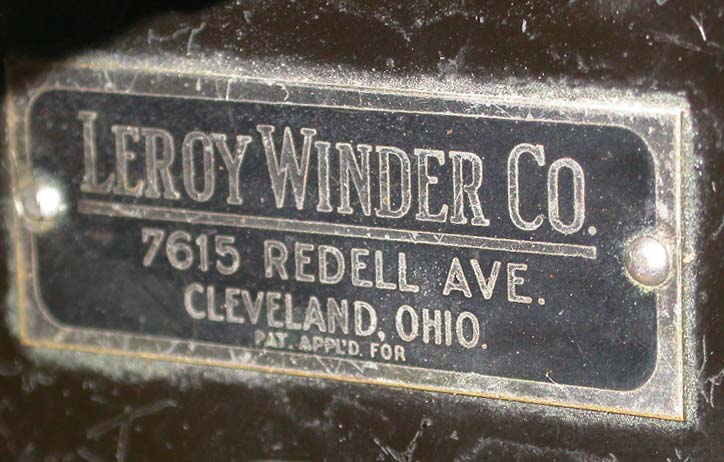 LEROY WINDER CO.
7615 REDELL AVE.
CLEVELAND, OHIO.
PAT. APPL'D. FOR